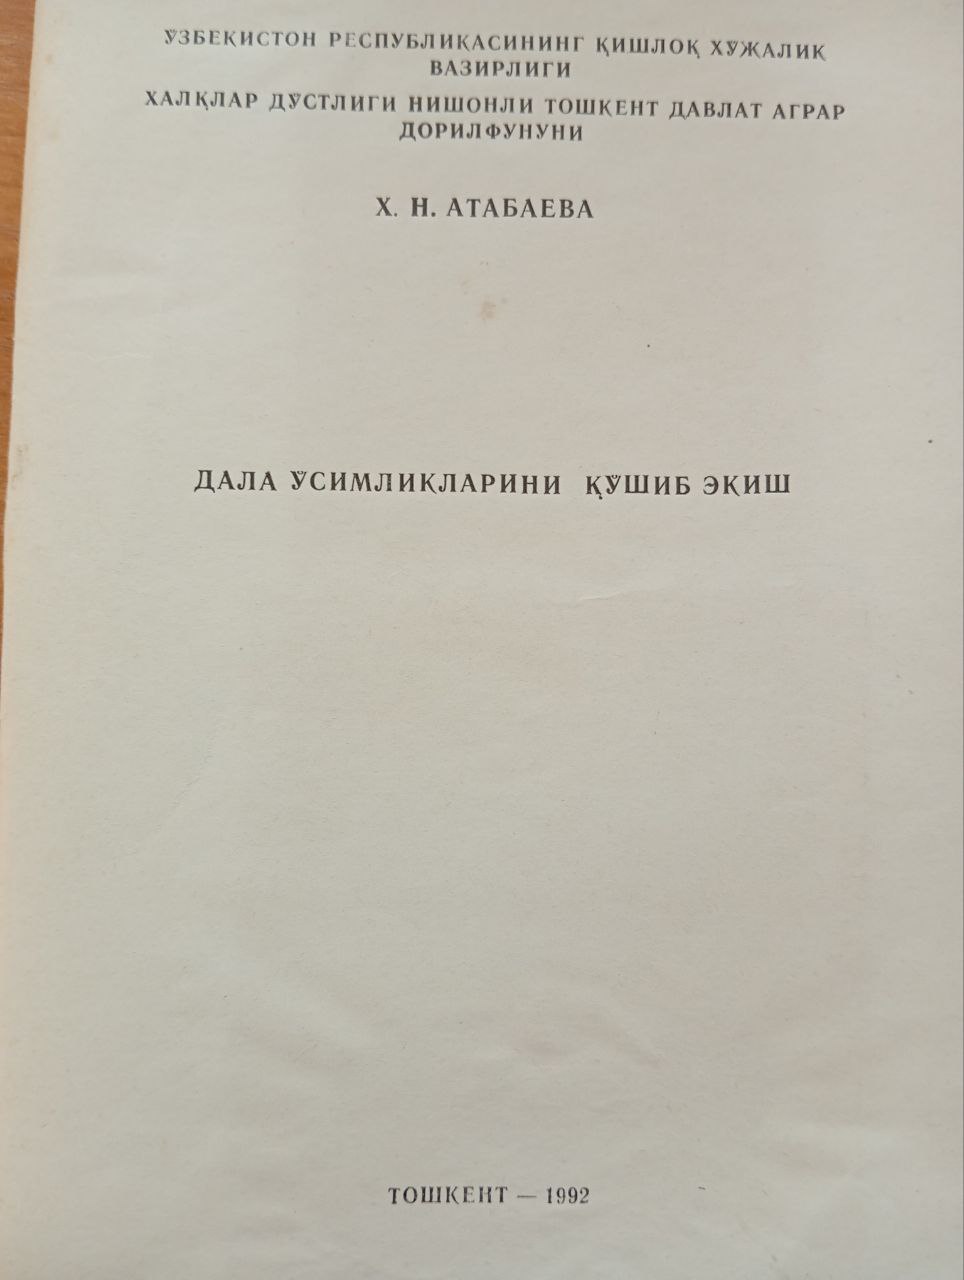 ЎЗБЕКИСТОН РЕСПУБЛИКАСИНИНГ ҚИШЛОҚ ХЎЖАЛИК
ВАЗИРЛИГИ
ХАЛҚЛАР ДЎСТЛИГИ НИШОНЛИ ТОШКЕНТ ДАВЛАТ АГРАР
ДОРИЛФУНУНИ
Х. Н. АТАБАЕВА
ДАЛА ЎСИМЛИКЛАРИНИ ҚЎШИБ ЭКИШ
ТОШКЕНТ — 1992